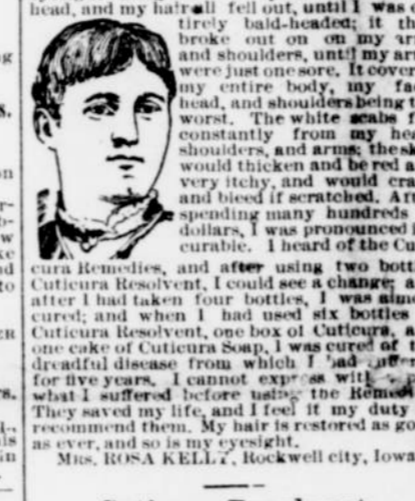 head, and my hair all fell out, until I was
tirely bald-headed; it th
broke out on on my ar
and shoulders, until my ar
were just one sore. It cover
my entire body, my fa
head, and shoulders being
worst. The white scabs f
constantly from my he
shoulders, and arms; the sk
would thicken and be red a
very itchy, and would cra
and bleed if scratched. Aft
spending many hundreds
dollars, I was pronounced i
curable. I heard of the Cu
cura Remedies, and after using two bott
Cuticura Resolvent, I could see a change; a
after I had taken four bottles, I was alm
cured; and when I had used six bottles
Cuticura Resolvent, one box of Cuticura, a
one cake of Cuticura Soap, I was cured of t
dreadful disease from which I had
for five years. I cannot express with
what I suffered before using the Remed
They saved my life, and I feel it my duty
recommend them. My hair is restored as go
as ever, and so is my eyesight.
MRS. ROSA KELLY, Rockwell city, Iowa